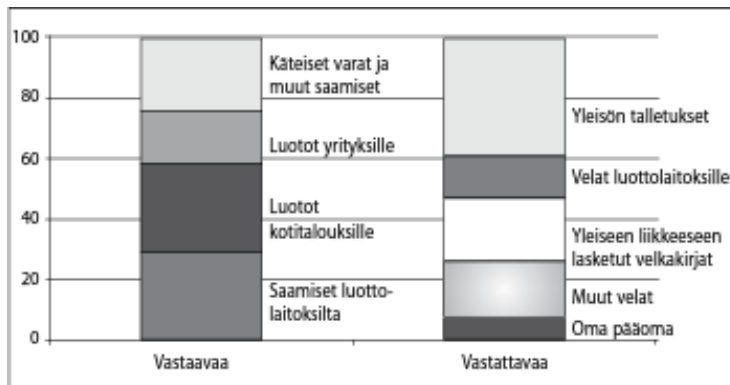 100
80
60
40
20
0
Käteiset varat ja
muut saamiset
Luotot yrityksille
Luotot
kotitalouksille
Saamiset luotto-
laitoksilta
Vastaavaa
Yleisön talletukset
Velat luottolaitoksille
Yleiseen liikkeeseen
lasketut velkakirjat
Muut velat
Oma pääoma
Vastattavaa